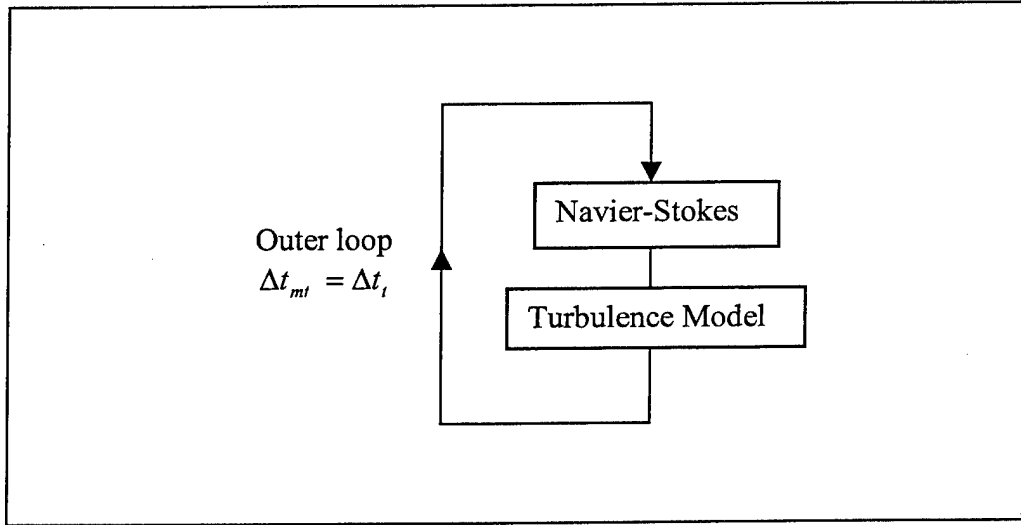 Navier-Stokes
Outer loop
Δt_mt = Δt_t
Turbulence Model